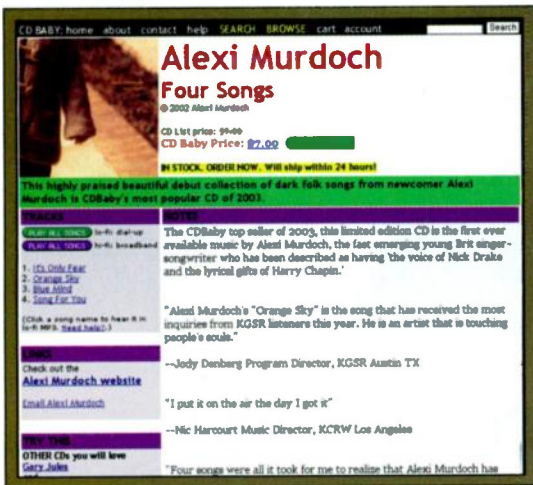 CD BABY: home about contact help SEARCH BROWSE cart account Search
Alexi Murdoch
Four Songs
© 2002 Alexi Murdoch
CD List price: $9.00
CD Baby Price: $7.00
IN STOCK. ORDER NOW. Will ship within 24 hours!
This highly praised beautiful debut collection of dark folk songs from newcomer Alexi
Murdoch is CDBaby's most popular CD of 2003.
TRACKS
PLAY ALL SONGS lo-fi: dial-up
PLAY ALL SONGS hi-fi: broadband
1. It's Only Fear
2. Orange Sky
3. Blue Mind
4. Song For You
(Click a song name to hear it in
lo-fi MP3. Need help?.)
LINKS
Check out the
Alexi Murdoch website
Email Alexi Murdoch
TRY THIS
OTHER CDs you will love
Gary Jules
NOTES
The CDBaby top seller of 2003, this limited edition CD is the first ever
available music by Alexi Murdoch, the fast emerging young Brit singer-
songwriter who has been described as having 'the voice of Nick Drake
and the lyrical gifts of Harry Chapin.'
"Alexi Murdoch's "Orange Sky" is the song that has received the most
inquiries from KGSR listeners this year. He is an artist that is touching
people's souls."
--Jody Denberg Program Director, KGSR Austin TX
"I put it on the air the day I got it"
--Nic Harcourt Music Director, KCRW Los Angeles
"Four songs were all it took for me to realize that Alexi Murdoch has